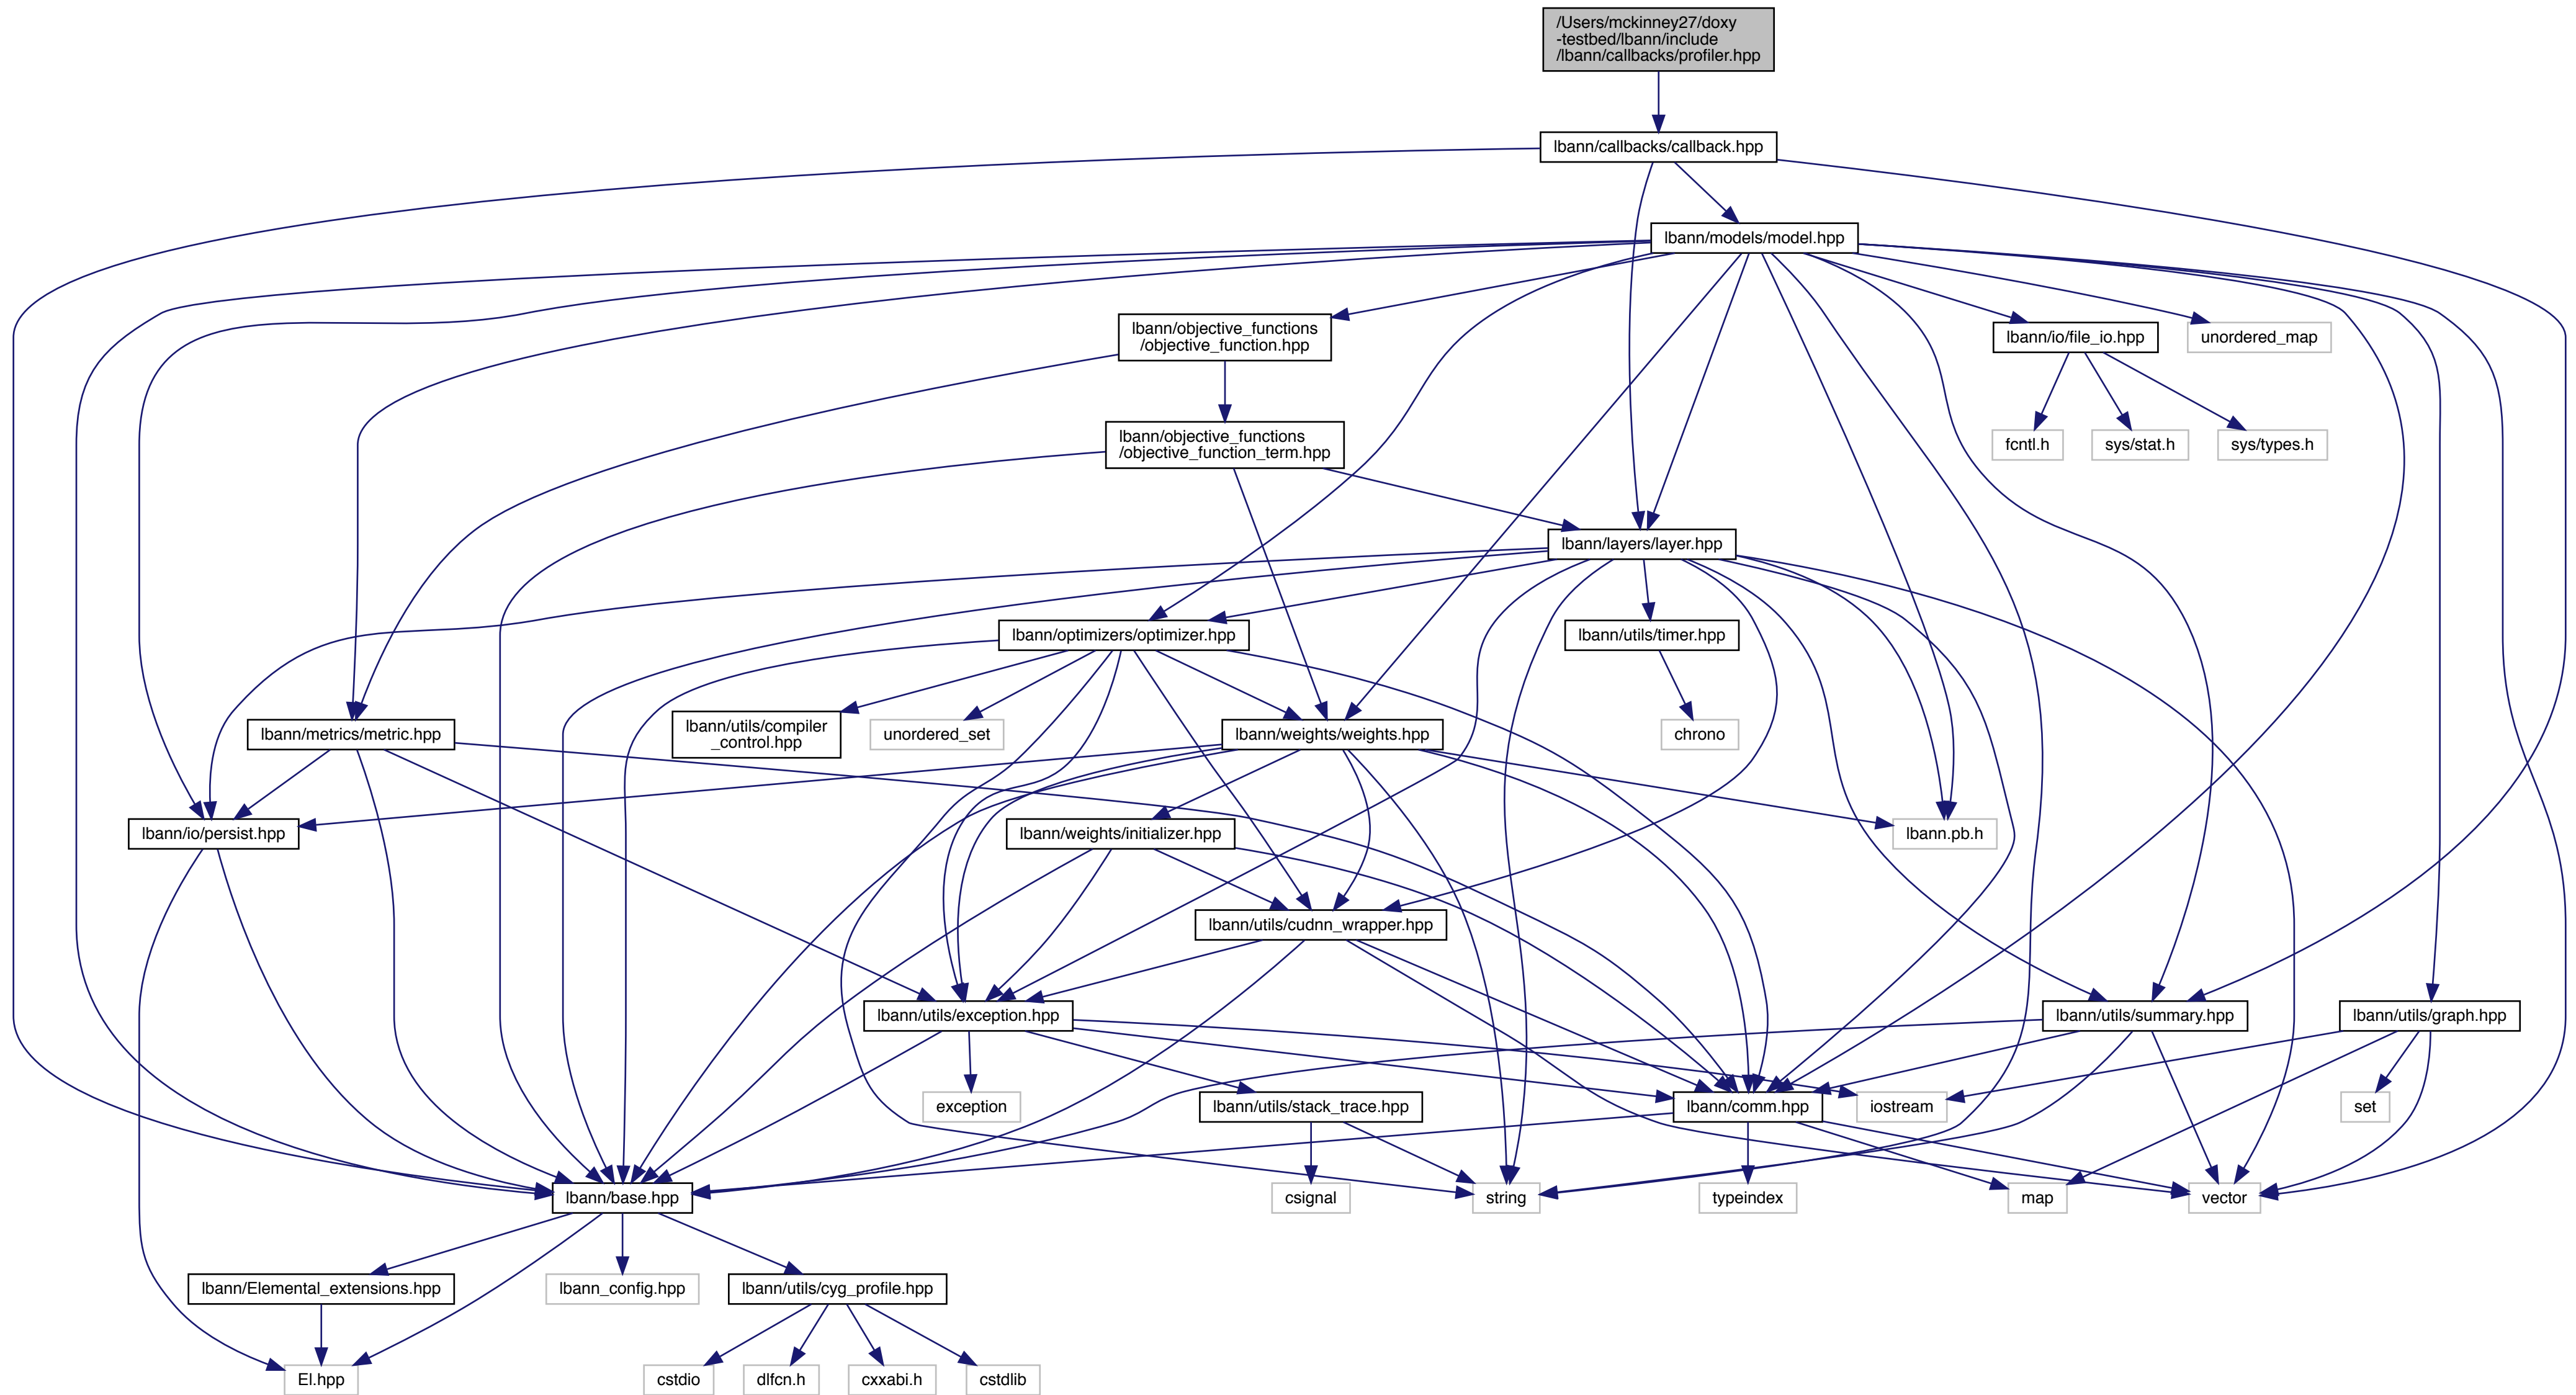 /Users/mckinney27/doxy
-testbed/lbann/include
/lbann/callbacks/profiler.hpp
lbann/callbacks/callback.hpp
lbann/models/model.hpp
lbann/objective_functions
/objective_function.hpp
lbann/io/file_io.hpp
unordered_map
lbann/objective_functions
/objective_function_term.hpp
fcntl.h
sys/stat.h
sys/types.h
lbann/layers/layer.hpp
lbann/optimizers/optimizer.hpp
lbann/utils/timer.hpp
lbann/metrics/metric.hpp
lbann/utils/compiler
_control.hpp
unordered_set
lbann/weights/weights.hpp
chrono
lbann/io/persist.hpp
lbann/weights/initializer.hpp
lbann.pb.h
lbann/utils/cudnn_wrapper.hpp
lbann/utils/exception.hpp
lbann/utils/summary.hpp
lbann/utils/graph.hpp
exception
lbann/utils/stack_trace.hpp
lbann/comm.hpp
iostream
set
lbann/base.hpp
csignal
string
typeindex
map
vector
lbann/Elemental_extensions.hpp
lbann_config.hpp
lbann/utils/cyg_profile.hpp
El.hpp
cstdio
dlfcn.h
cxxabi.h
cstdlib